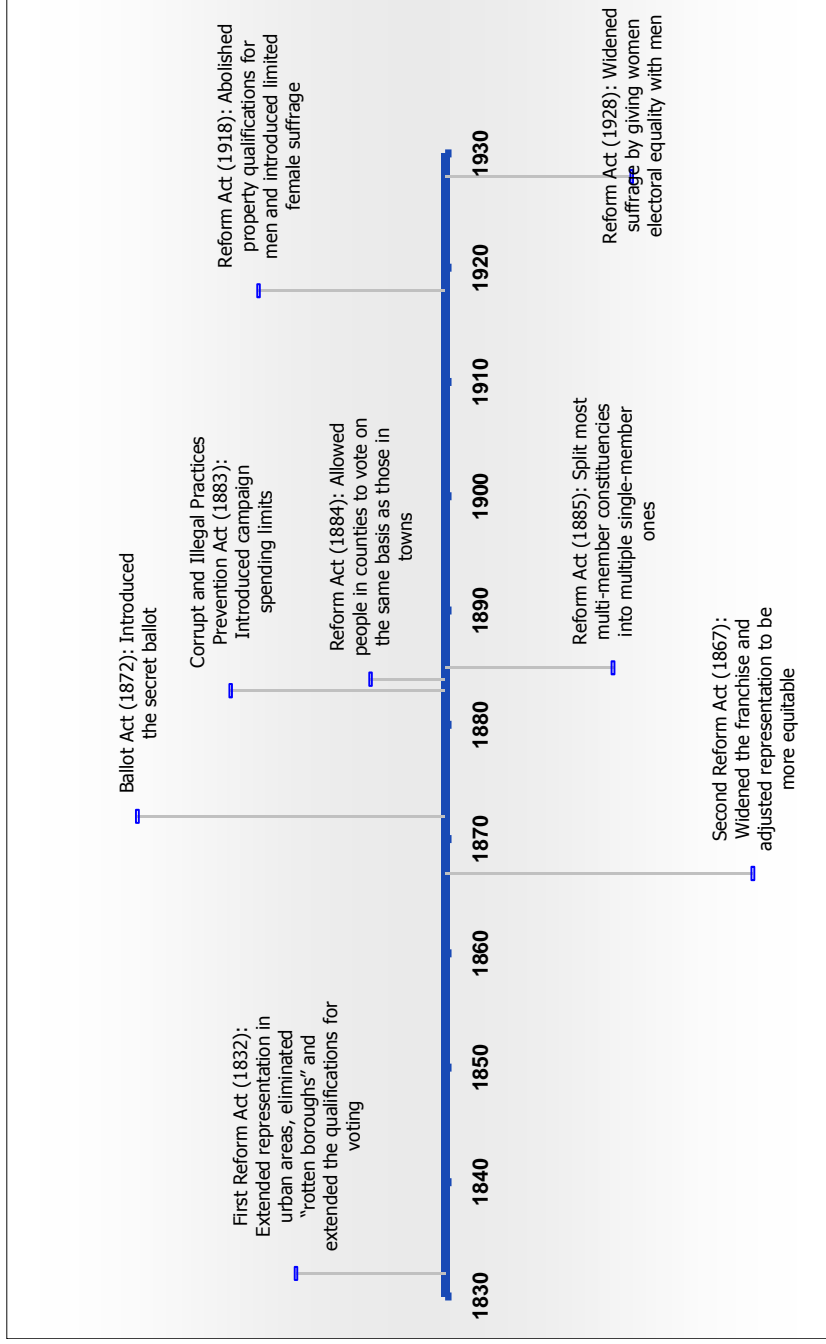 Ballot Act (1872): Introduced
the secret ballot
Corrupt and Illegal Practices
Prevention Act (1883):
Introduced campaign
spending limits
Reform Act (1918): Abolished
property qualifications for
men and introduced limited
female suffrage
First Reform Act (1832):
Extended representation in
urban areas, eliminated
“rotten boroughs” and
extended the qualifications for
voting
Reform Act (1884): Allowed
people in counties to vote on
the same basis as those in
towns
1830
1840
1850
1860
1870
1880
1890
1900
1910
1920
1930
Reform Act (1885): Split most
multi-member constituencies
into multiple single-member
ones
Reform Act (1928): Widened
suffrage by giving women
electoral equality with men
Second Reform Act (1867):
Widened the franchise and
adjusted representation to be
more equitable